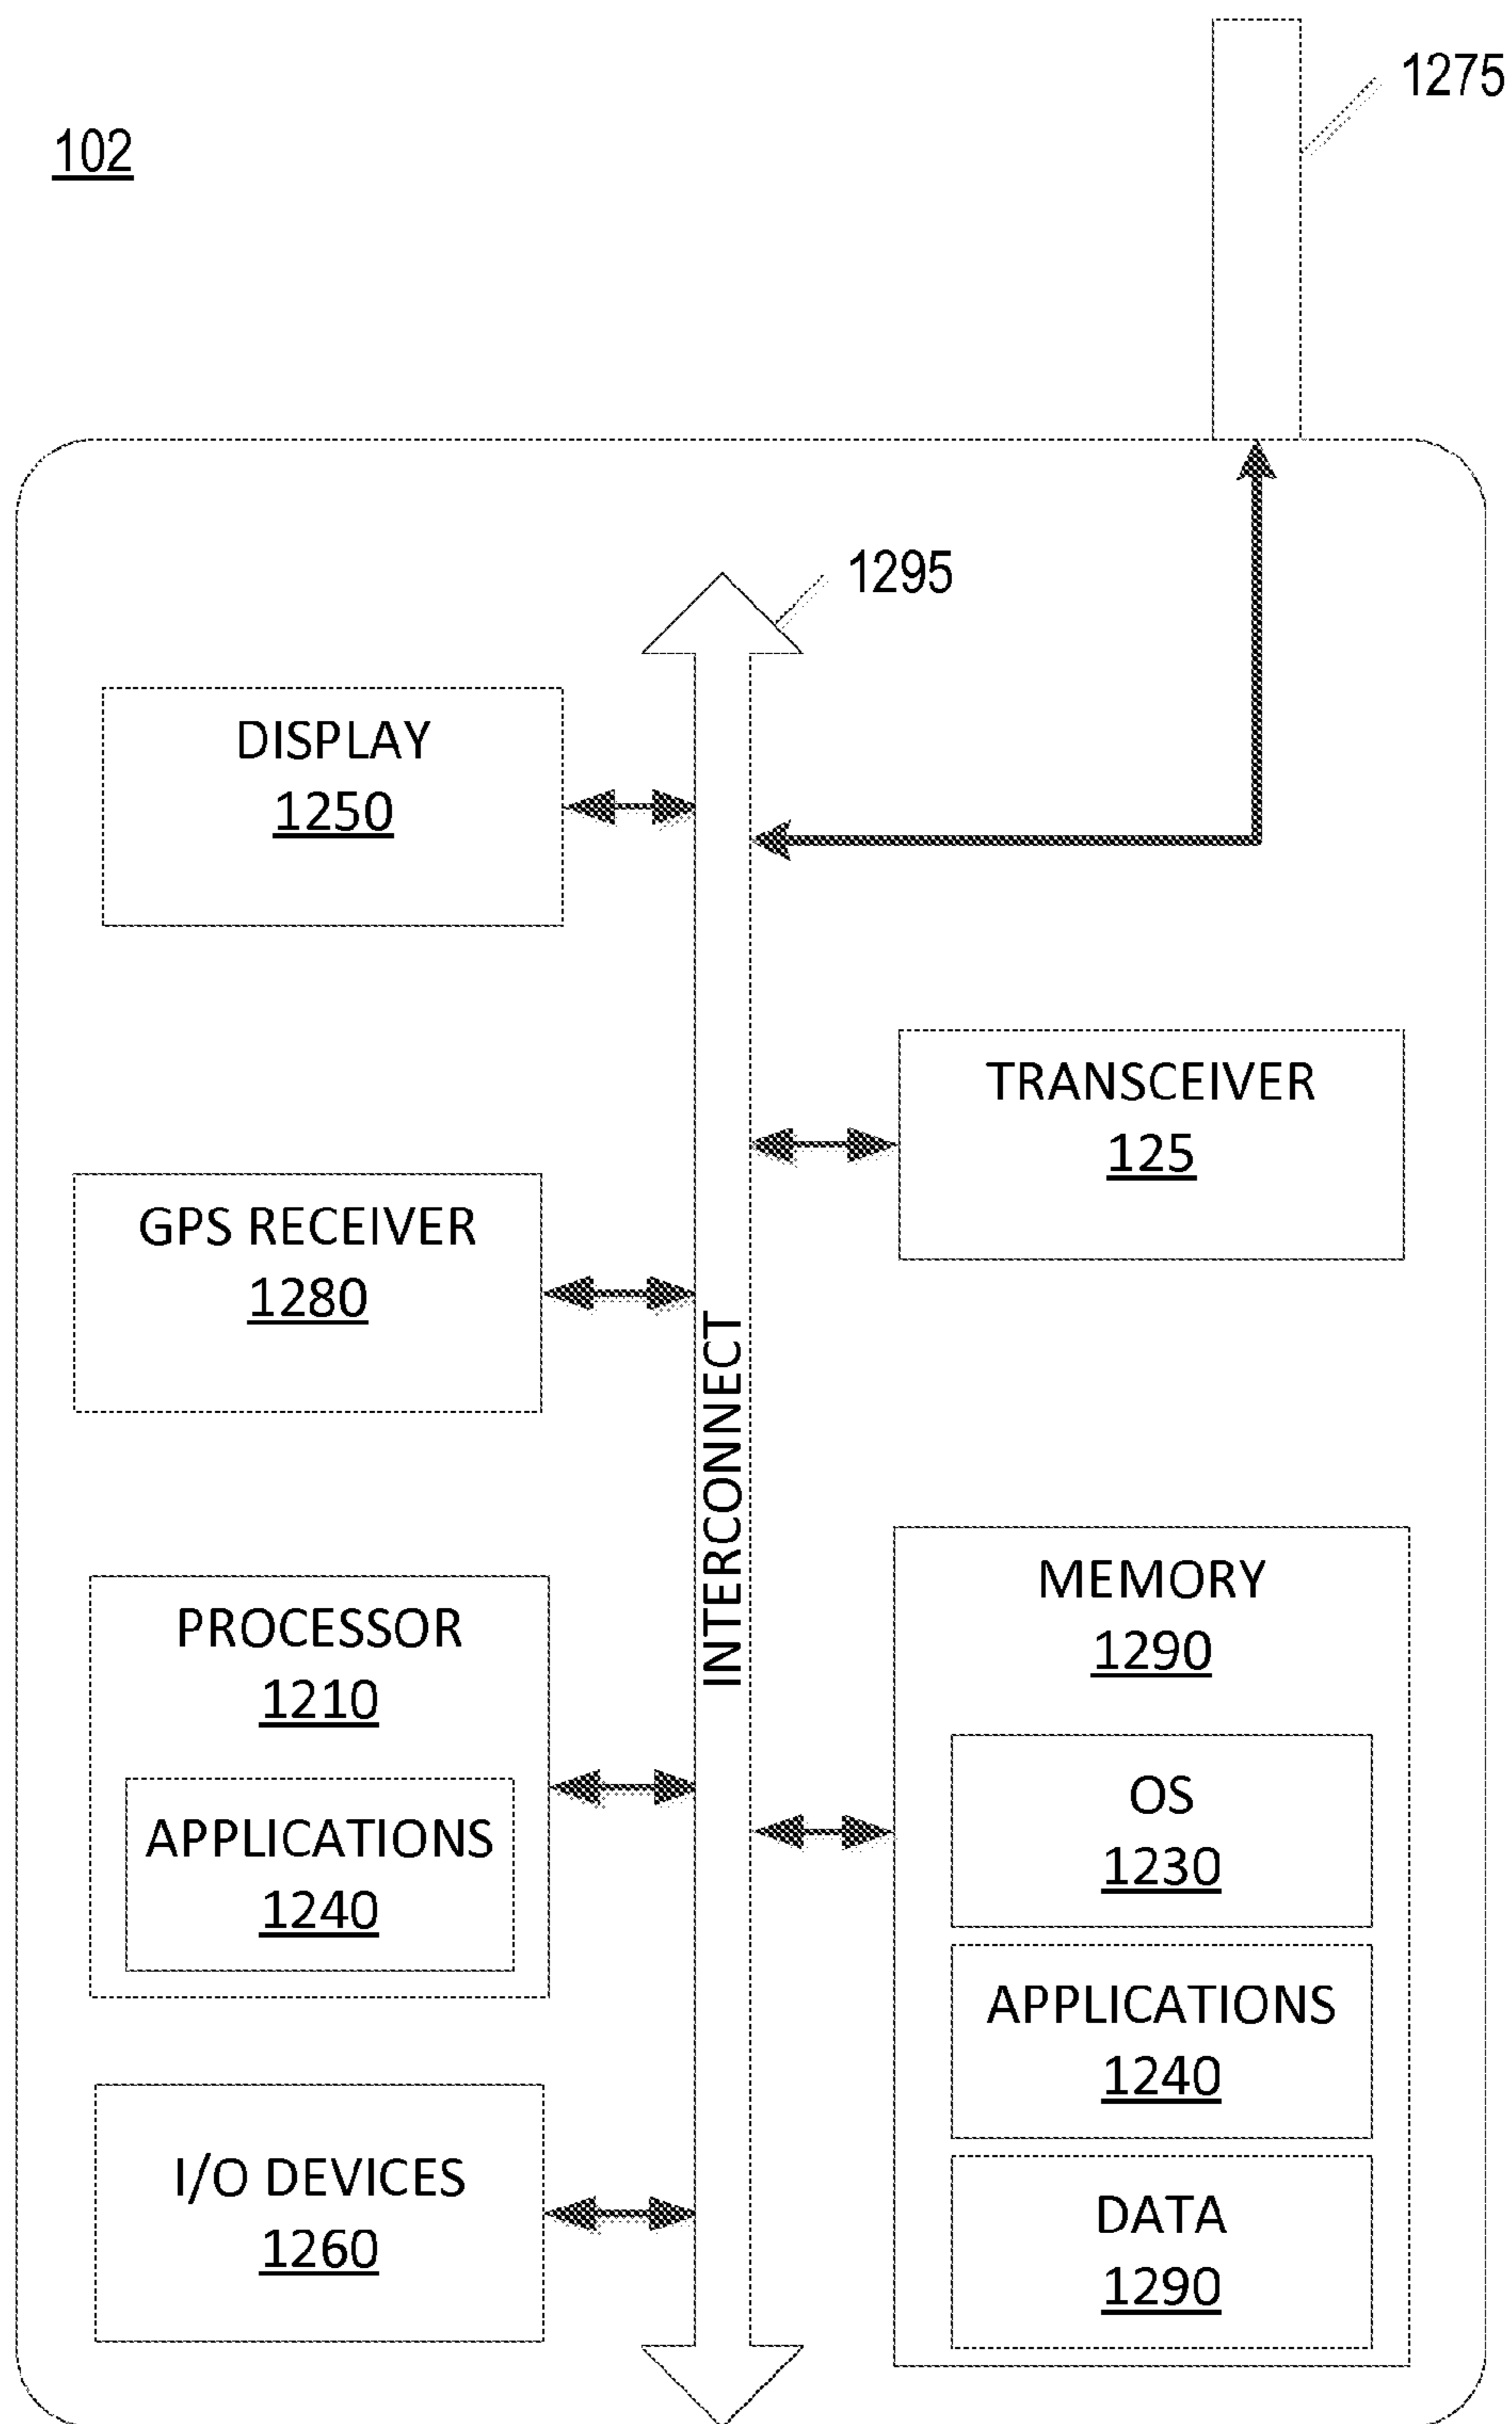 1275
102
1295
DISPLAY
1250
TRANSCEIVER
125
GPS RECEIVER
1280
INTERCONNECT
MEMORY
1290
PROCESSOR
1210
OS
1230
APPLICATIONS
1240
APPLICATIONS
1240
I/O DEVICES
1260
DATA
1290